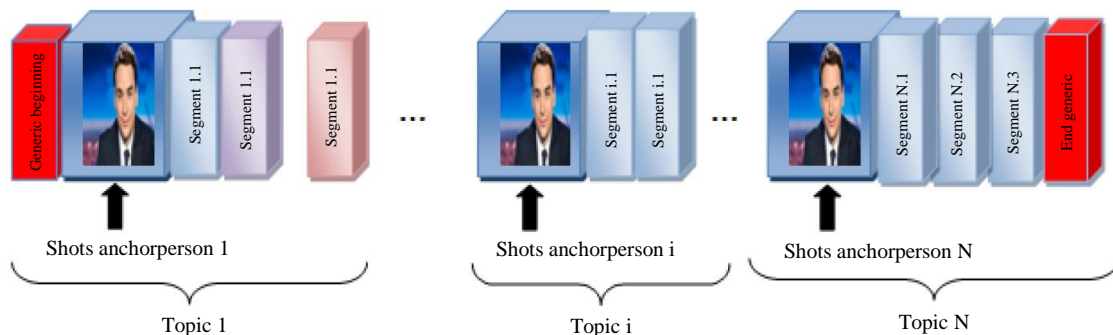 Generic beginning
Segment 1.1
Segment 1.1
Segment 1.1
...
Segment i.1
Segment i.1
...
Segment N.1
Segment N.2
Segment N.3
End generic
Shots anchorperson 1
Shots anchorperson i
Shots anchorperson N
Topic 1
Topic i
Topic N